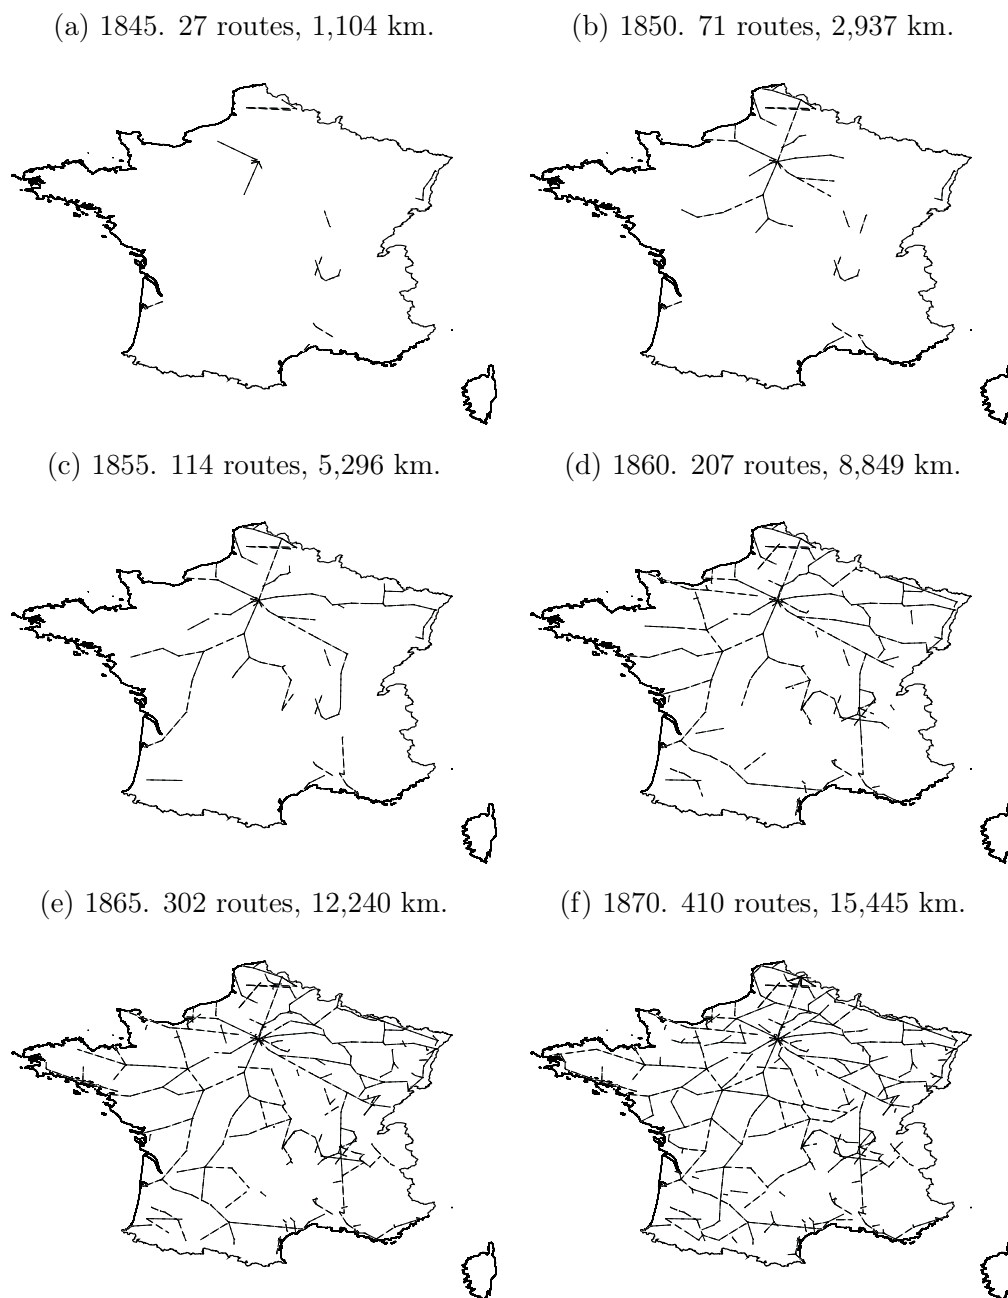 (a) 1845. 27 routes, 1,104 km.
(b) 1850. 71 routes, 2,937 km.
(c) 1855. 114 routes, 5,296 km.
(d) 1860. 207 routes, 8,849 km.
(e) 1865. 302 routes, 12,240 km.
(f) 1870. 410 routes, 15,445 km.